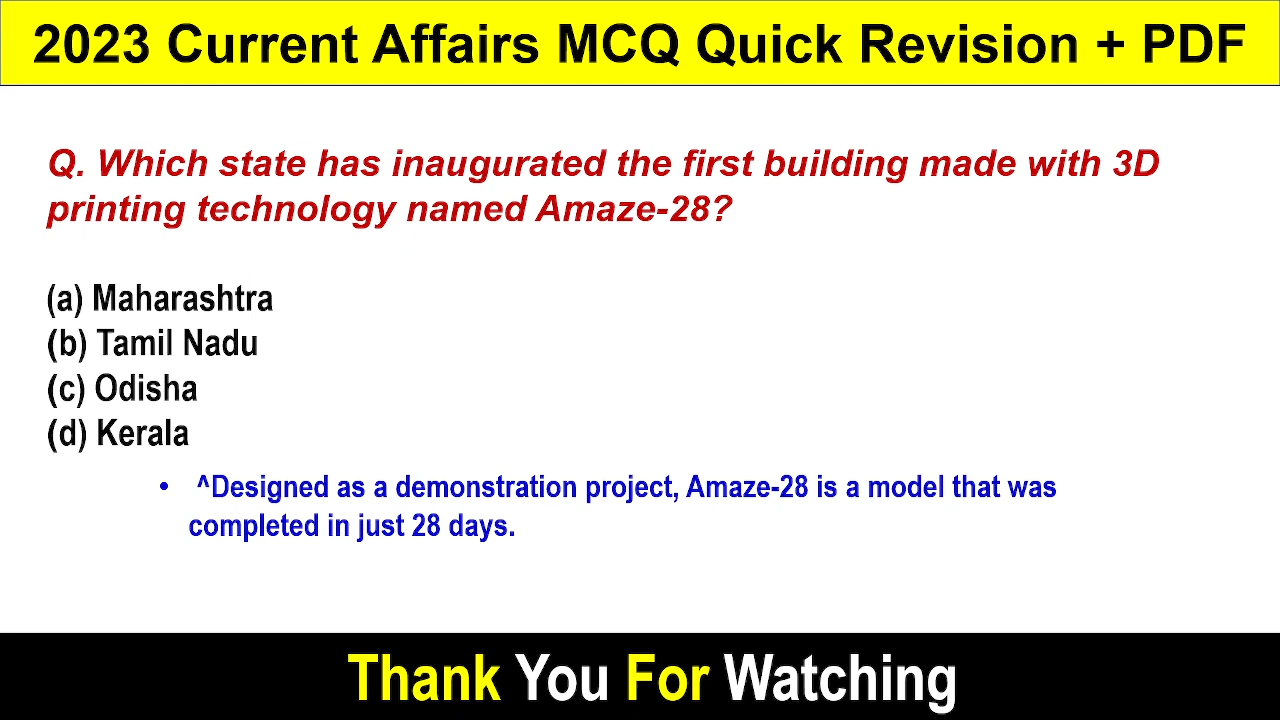 2023 Current Affairs MCQ Quick Revision + PDF
Q. Which state has inaugurated the first building made with 3D
printing technology named Amaze-28?
(a) Maharashtra
(b) Tamil Nadu
(c) Odisha
(d) Kerala
• ^Designed as a demonstration project, Amaze-28 is a model that was
completed in just 28 days.
Thank You For Watching